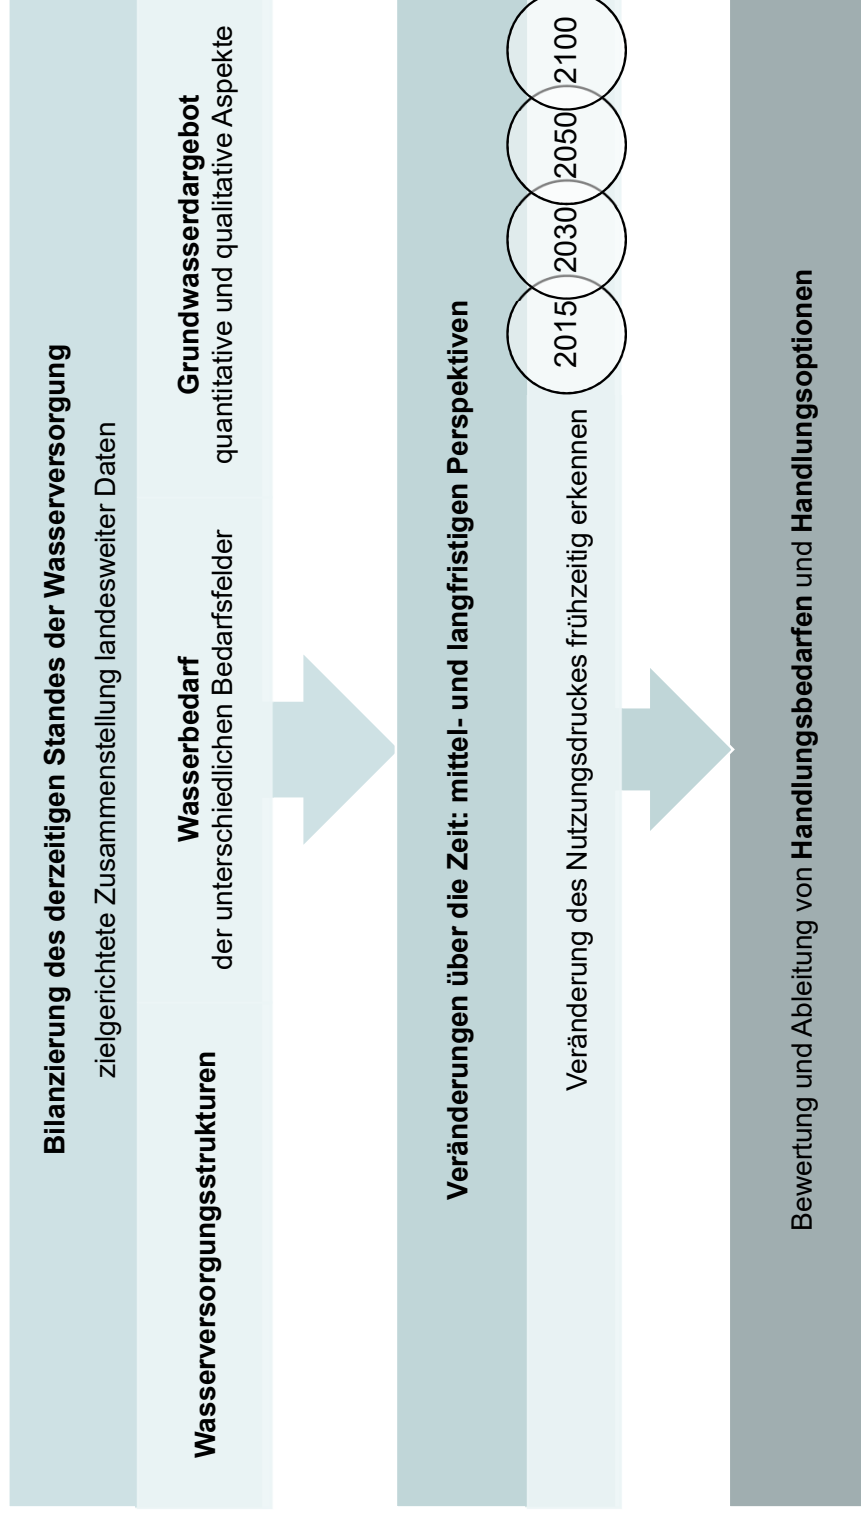 Bilanzierung des derzeitigen Standes der Wasserversorgung
zielgerichtete Zusammenstellung landesweiter Daten
Wasserversorgungsstrukturen
Wasserbedarf
der unterschiedlichen Bedarfsfelder
Grundwasserdargebot
quantitative und qualitative Aspekte
Veränderungen über die Zeit: mittel- und langfristigen Perspektiven
Veränderung des Nutzungsdruckes frühzeitig erkennen
2015
2030
2050
2100
Bewertung und Ableitung von Handlungsbedarfen und Handlungsoptionen